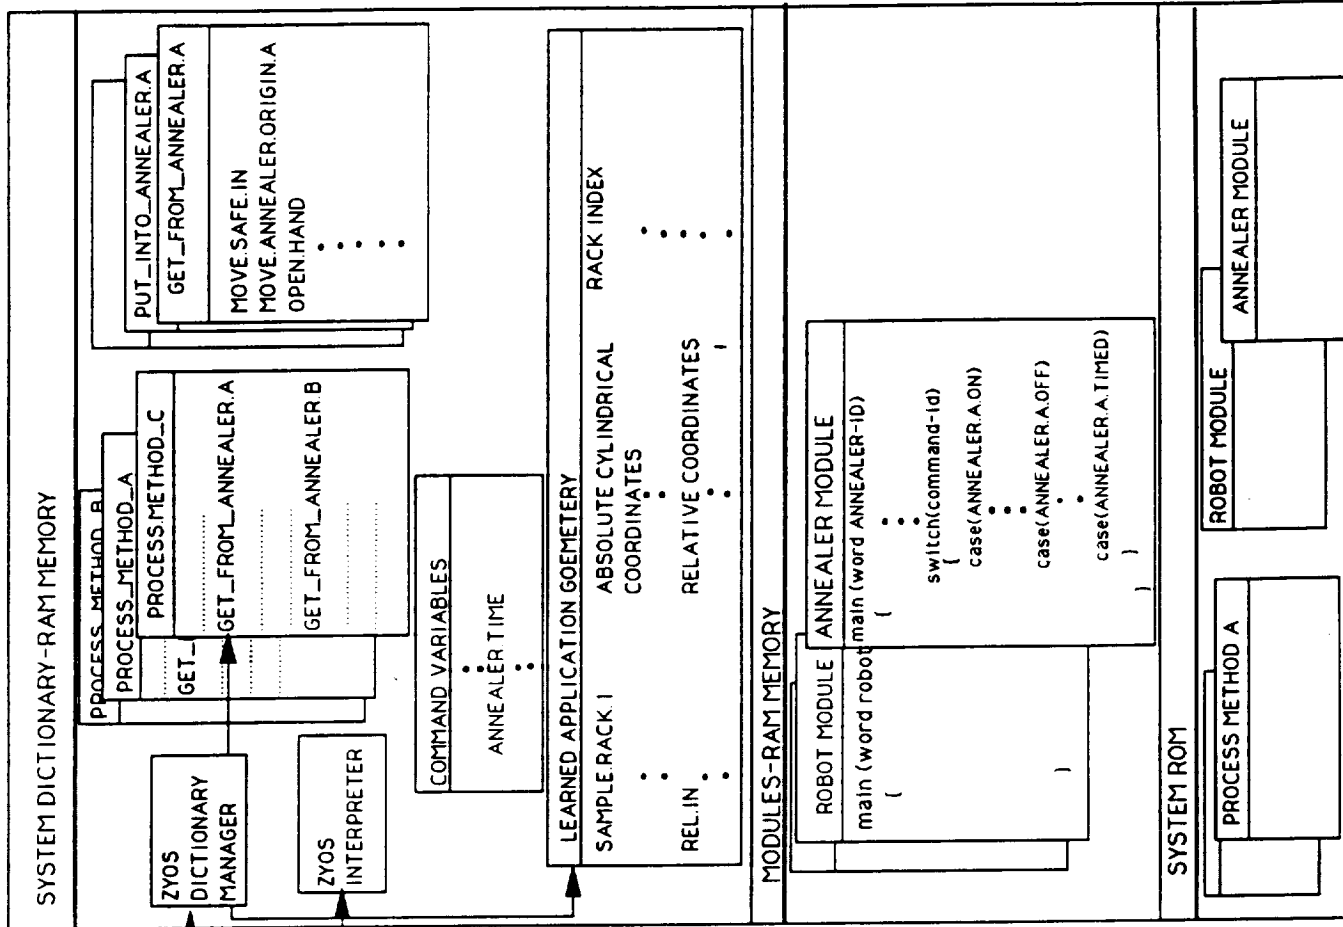 SYSTEM DICTIONARY-RAM MEMORY
ZYOS
DICTIONARY
MANAGER
ZYOS
INTERPRETER
PROCESS_METHOD_B
PROCESS_METHOD_A
GET_
PROCESS.METHOD_C
GET_FROM_ANNEALER.A
GET_FROM_ANNEALER.B
PUT_INTO_ANNEALER.A
GET_FROM_ANNEALER.A
MOVE.SAFE.IN
MOVE.ANNEALER.ORIGIN.A
OPEN.HAND
COMMAND VARIABLES
ANNEALER.TIME
LEARNED APPLICATION GOEMETERY
SAMPLE.RACK.1
ABSOLUTE CYLINDRICAL
COORDINATES
RACK INDEX
REL.IN
RELATIVE COORDINATES
MODULES-RAM MEMORY
ROBOT MODULE
main (word robot
(
)
ANNEALER MODULE
main (word ANNEALER-ID)
(
switch(command-id)
(
case(ANNEALER.A.ON)
case(ANNEALER.A.OFF)
case(ANNEALER.A.TIMED)
)
)
SYSTEM ROM
PROCESS METHOD A
ROBOT MODULE
ANNEALER MODULE